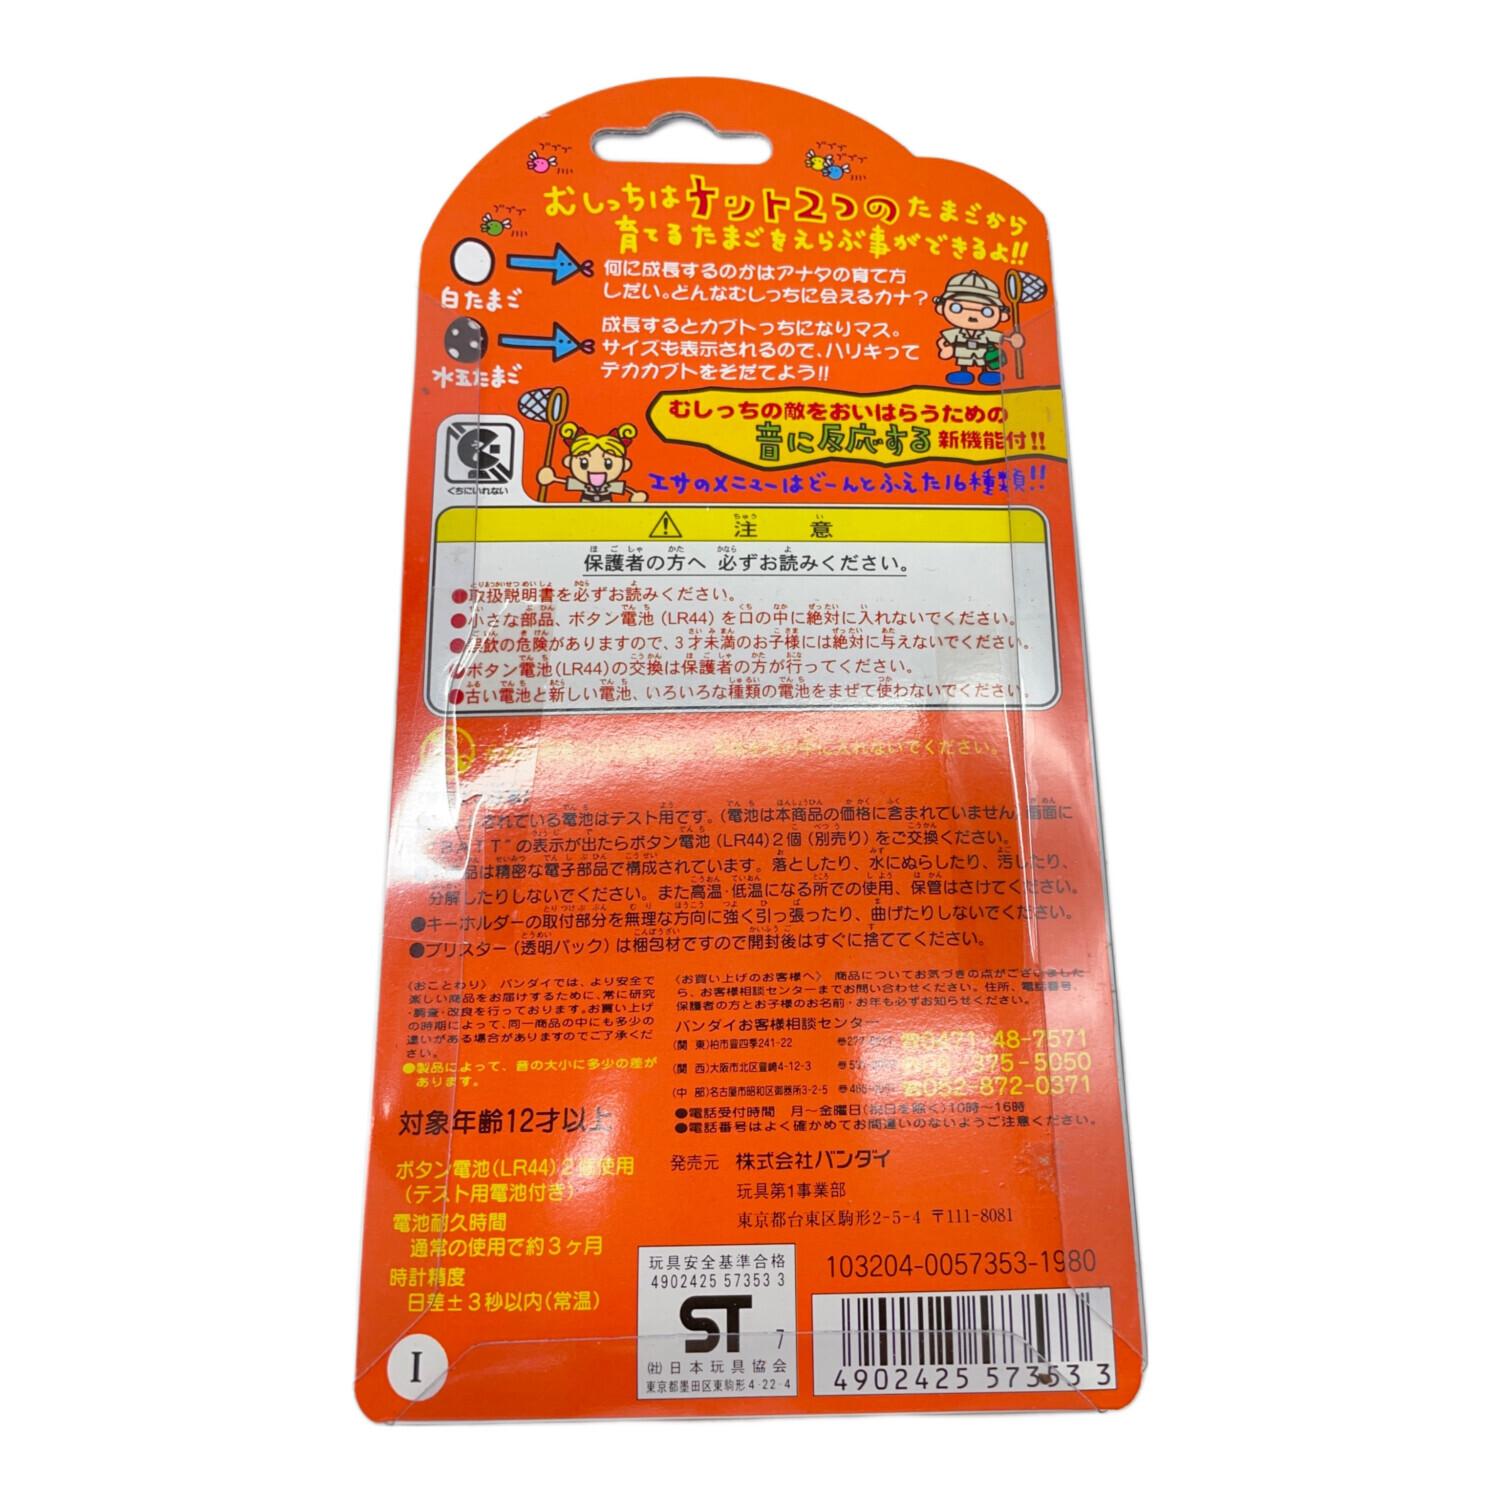 ブブブ
ブブブ
ブブブ
ブブブ
むしっちはナント2つのたまごから
育てるたまごをえらぶ事ができるよ!!
白たまご
何に成長するのかはアナタの育て方
しだい。どんなむしっちに会えるカナ?
水玉たまご
成長するとカブトっちになりマス。
サイズも表示されるので、ハリキって
デカカブトをそだてよう!!
むしっちの敵をおいはらうための
音に反応する新機能付!!
エサのメニューはどーんとふえた16種類!!
くちにいれない
注意
保護者の方へ 必ずお読みください。
●取扱説明書を必ずお読みください。
●小さな部品、ボタン電池(LR44)を口の中に絶対に入れないでください。
●誤飲の危険がありますので、3才未満のお子様には絶対に与えないでください。
●ボタン電池(LR44)の交換は保護者の方が行ってください。
●古い電池と新しい電池、いろいろな種類の電池をまぜて使わないでください。
中に入れないでください。
されている電池はテスト用です。(電池は本商品の価格に含まれていません)画面に
"BATT"の表示が出たらボタン電池(LR44)2個(別売り)をご交換ください。
品は精密な電子部品で構成されています。落としたり、水にぬらしたり、汚したり、
分解したりしないでください。また高温・低温になる所での使用、保管はさけてください。
●キーホルダーの取付部分を無理な方向に強く引っ張ったり、曲げたりしないでください。
●ブリスター(透明パック)は梱包材ですので開封後はすぐに捨ててください。
〈おことわり〉 バンダイでは、より安全で
楽しい商品をお届けするために、常に研究
・調査・改良を行っております。お買い上げ
の時期によって、同一商品の中にも多少の
違いがある場合がありますのでご了承くだ
さい。
●製品によって、音の大小に多少の差が
あります。
〈お買い上げのお客様へ〉 商品についてお気づきの点がございました
ら、お客様相談センターまでお問い合わせください。住所、電話番号、
保護者の方とお子様のお名前・お年も必ずお知らせください。
バンダイお客様相談センター
(関 東)柏市豊四季241-22 ☎0471-48-7571
(関 西)大阪市北区豊崎4-12-3 375-5050
(中 部)名古屋市昭和区御器所3-2-5 ☎052-872-0371
●電話受付時間 月〜金曜日(祝日を除く)10時〜16時
●電話番号はよく確かめてお間違いのないようご注意ください。
対象年齢12才以上
ボタン電池(LR44)2個使用
(テスト用電池付き)
電池耐久時間
通常の使用で約3ヶ月
時計精度
日差±3秒以内(常温)
発売元 株式会社バンダイ
玩具第1事業部
東京都台東区駒形2-5-4 〒111-8081
玩具安全基準合格
4902425 57353 3
ST 7
(社)日本玩具協会
東京都墨田区東駒形4-22-4
103204-0057353-1980
4902425 573533
I